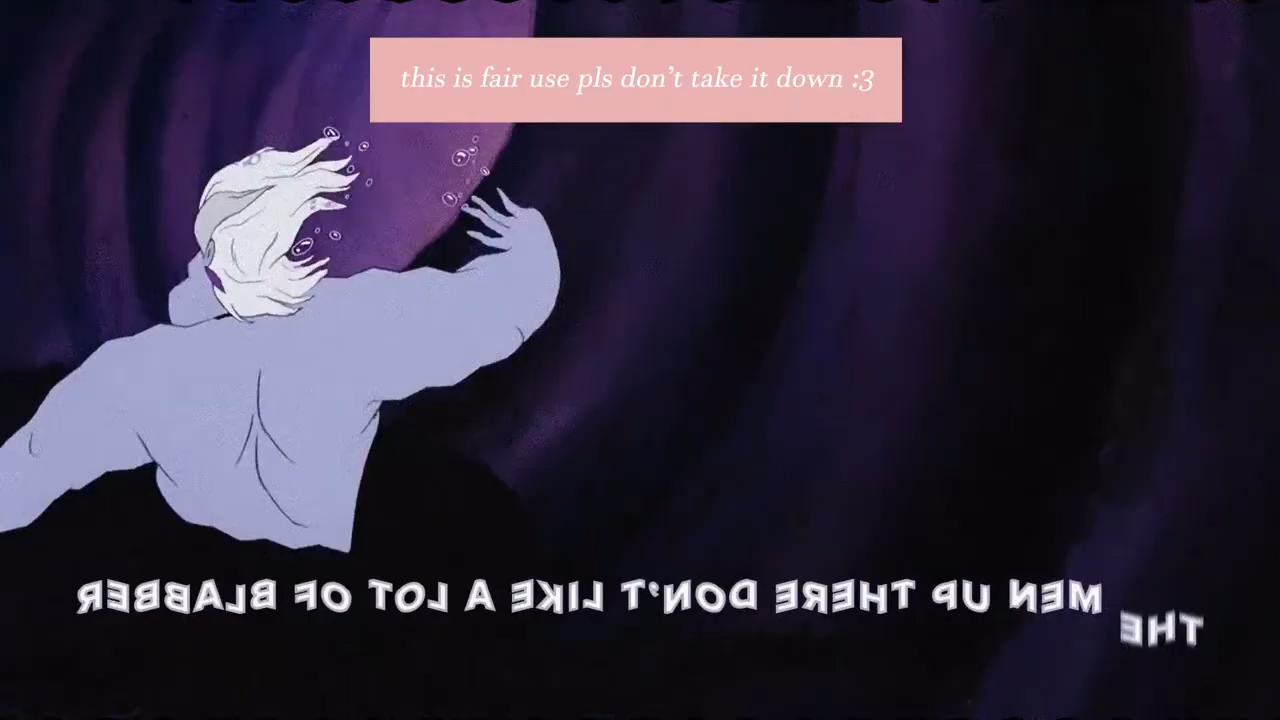 this is fair use pls don't take it down :3
THE MEN UP THERE DON'T LIKE A LOT OF BLABBER